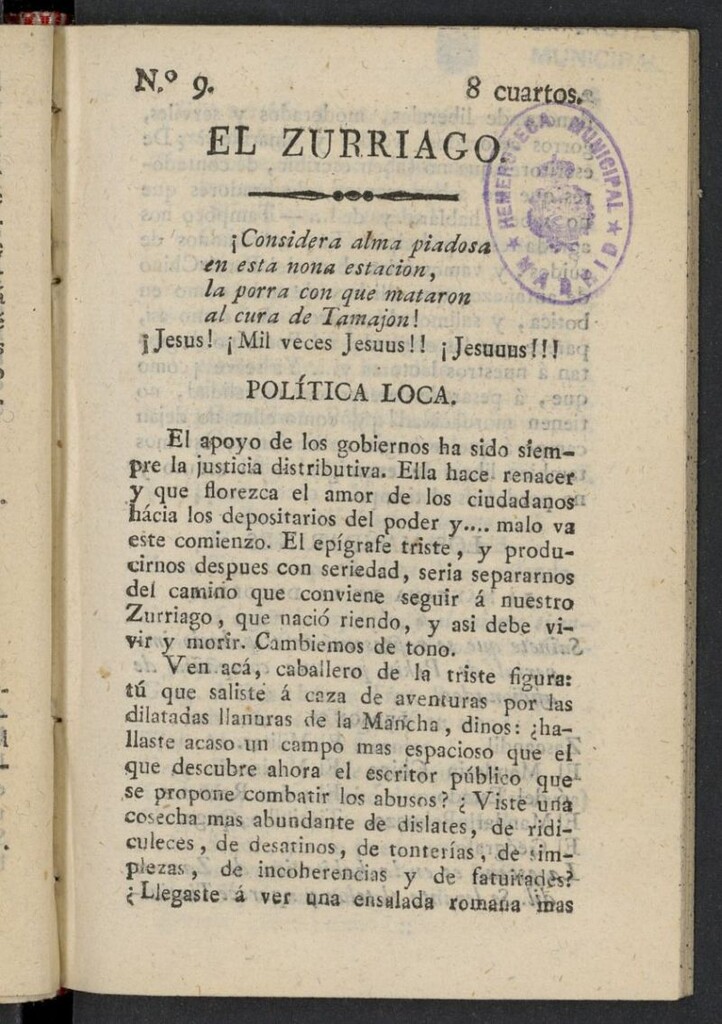 N.º 9.
8 cuartos.
EL ZURRIAGO.
HEMEROTECA MUNICIPAL
★ MADRID ★
¡Considera alma piadosa
en esta nona estacion,
la porra con que mataron
al cura de Tamajon!
¡Jesus! ¡Mil veces Jesuus!! ¡Jesuuus!!!
POLÍTICA LOCA.
El apoyo de los gobiernos ha sido siem-
pre la justicia distributiva. Ella hace renacer
y que florezca el amor de los ciudadanos
hácia los depositarios del poder y.... malo va
este comienzo. El epígrafe triste, y produ-
cirnos despues con seriedad, seria separarnos
del camino que conviene seguir á nuestro
Zurriago, que nació riendo, y asi debe vi-
vir y morir. Cambiemos de tono.
Ven acá, caballero de la triste figura:
tú que saliste á caza de aventuras por las
dilatadas llanuras de la Mancha, dinos: ¿ha-
llaste acaso un campo mas espacioso que el
que descubre ahora el escritor público que
se propone combatir los abusos? ¿Viste una
cosecha mas abundante de dislates, de ridi-
culeces, de desatinos, de tonterías, de sim-
plezas, de incoherencias y de fatuitades?
¿Llegaste á ver una ensalada romana mas